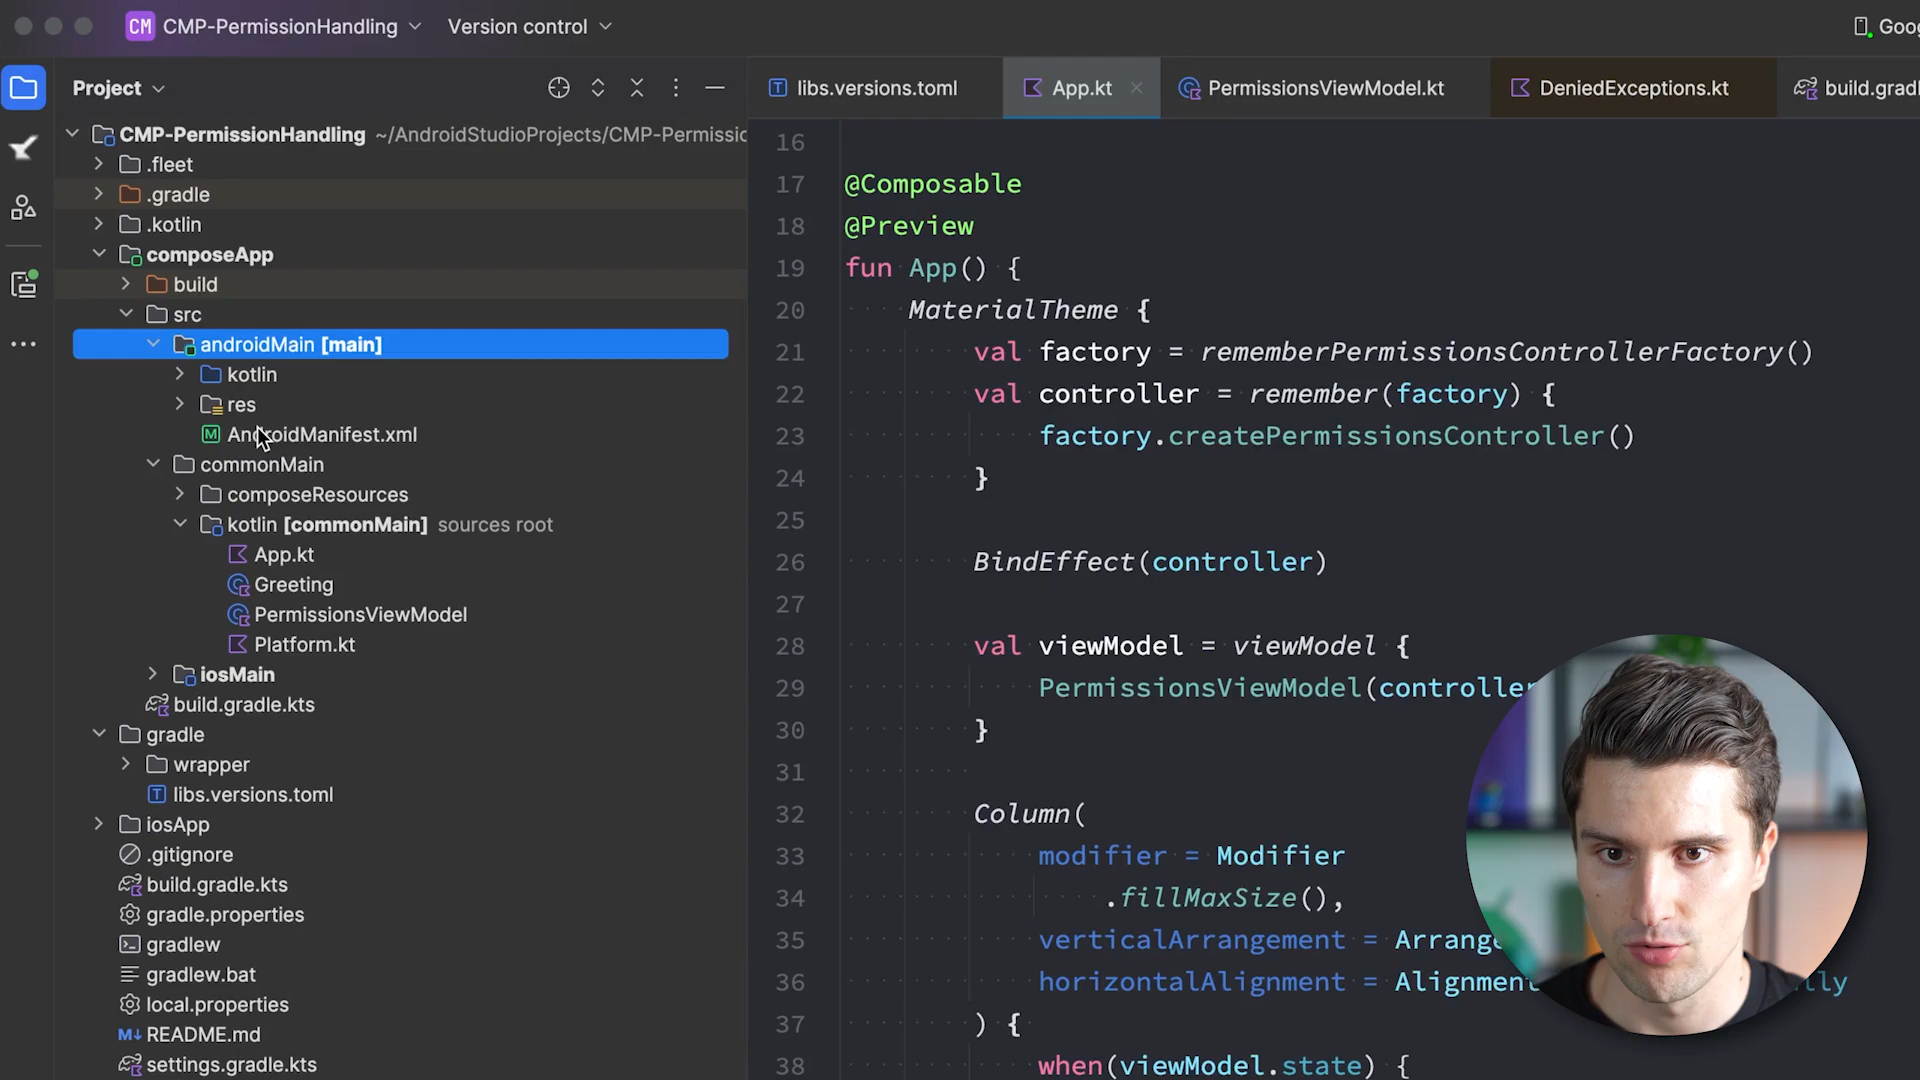 CM CMP-PermissionHandling Version control
Project
CMP-PermissionHandling ~/AndroidStudioProjects/CMP-Permissio
.fleet
.gradle
.kotlin
composeApp
build
src
androidMain [main]
kotlin
res
AndroidManifest.xml
commonMain
composeResources
kotlin [commonMain] sources root
App.kt
Greeting
PermissionsViewModel
Platform.kt
iosMain
build.gradle.kts
gradle
wrapper
libs.versions.toml
iosApp
.gitignore
build.gradle.kts
gradle.properties
gradlew
gradlew.bat
local.properties
README.md
settings.gradle.kts
libs.versions.toml App.kt PermissionsViewModel.kt DeniedExceptions.kt build.grad
16
17 @Composable
18 @Preview
19 fun App() {
20 MaterialTheme {
21 val factory = rememberPermissionsControllerFactory()
22 val controller = remember(factory) {
23 factory.createPermissionsController()
24 }
25
26 BindEffect(controller)
27
28 val viewModel = viewModel {
29 PermissionsViewModel(controller
30 }
31
32 Column(
33 modifier = Modifier
34 .fillMaxSize(),
35 verticalArrangement = Arrange
36 horizontalAlignment = Alignment lly
37 ) {
38 when(viewModel.state) {